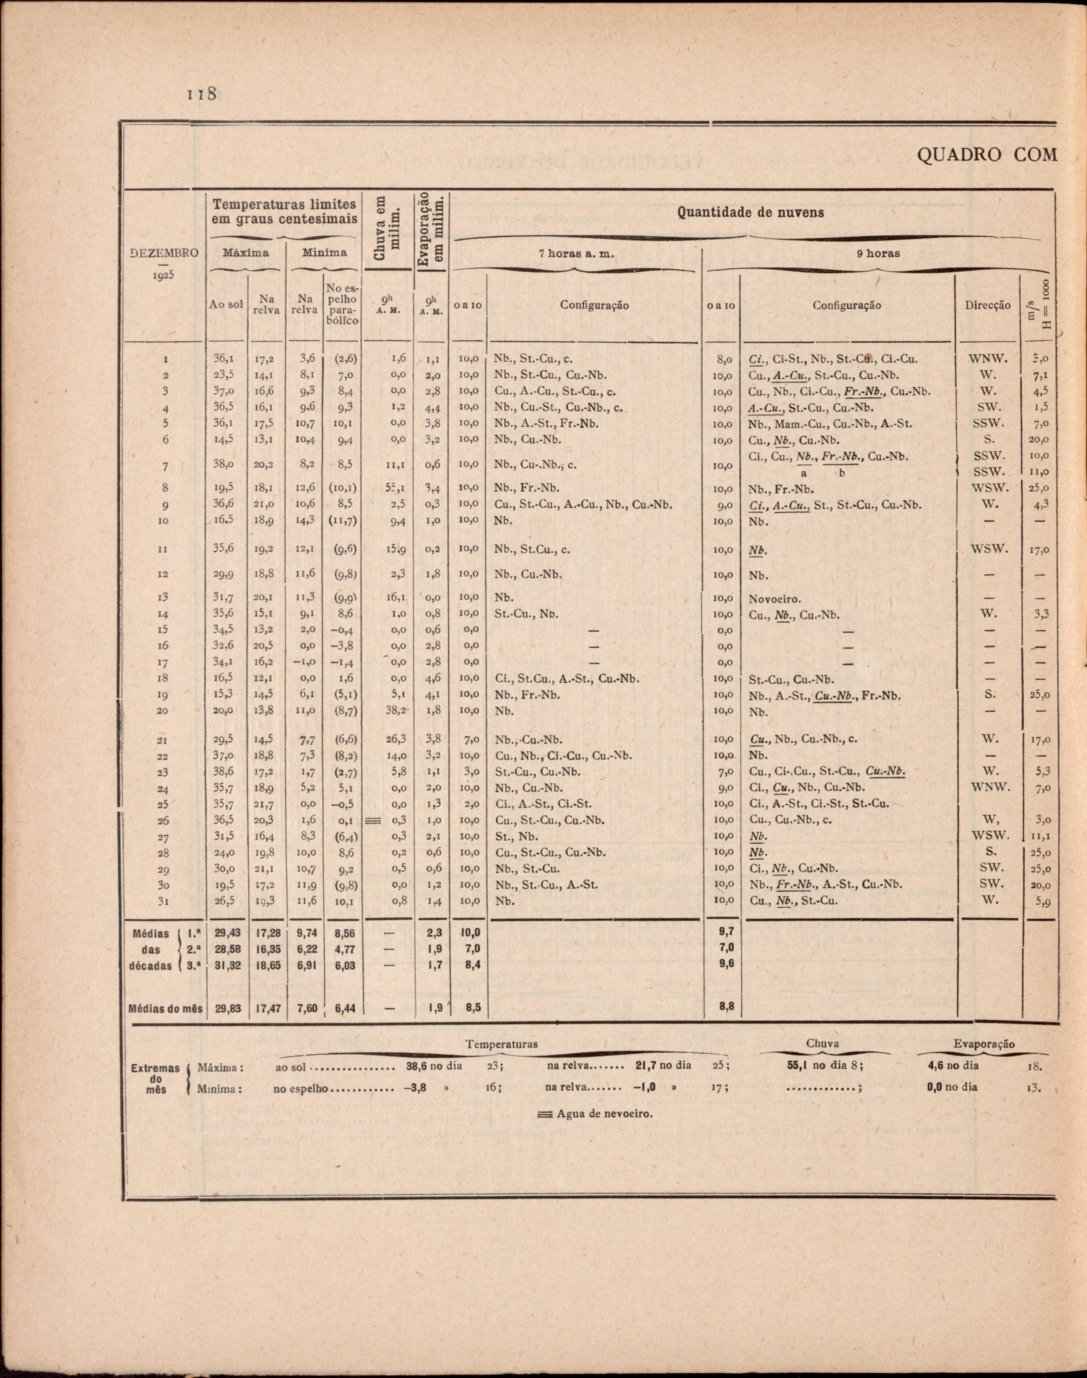 118
QUADRO COM
DEZEMBRO
1925
Temperaturas limites
em graus centesimais
Chuva em
milim.
Evaporação
em milim.
Quantidade de nuvens
Máxima
Mínima
7 horas a. m.
9 horas
Ao sol
Na
relva
Na
relva
No es-
pelho
para-
bólico
9h
A. M.
9h
A. M.
0 a 10
Configuração
0 a 10
Configuração
Direcção
m/s
H = 1000
1 36,1 17,2 3,6 (2,6) 1,6 1,1 10,0 Nb., St.-Cu., c. 8,0 Ci., Ci-St., Nb., St.-Cu., Ci.-Cu. WNW. 3,0
2 23,5 14,1 8,1 7,0 0,0 2,0 10,0 Nb., St.-Cu., Cu.-Nb. 10,0 Cu., A.-Cu., St.-Cu., Cu.-Nb. W. 7,1
3 37,0 16,6 9,3 8,4 0,0 2,8 10,0 Cu., A.-Cu., St.-Cu., c. 10,0 Cu., Nb., Ci.-Cu., Fr.-Nb., Cu.-Nb. W. 4,5
4 36,5 16,1 9,6 9,3 1,2 4,4 10,0 Nb., Cu.-St., Cu.-Nb., c. 10,0 A.-Cu., St.-Cu., Cu.-Nb. SW. 1,5
5 36,1 17,5 10,7 10,1 0,0 3,8 10,0 Nb., A.-St., Fr.-Nb. 10,0 Nb., Mam.-Cu., Cu.-Nb., A.-St. SSW. 7,0
6 14,5 13,1 10,4 9,4 0,0 3,2 10,0 Nb., Cu.-Nb. 10,0 Cu., Nb., Cu.-Nb. S. 20,0
7 38,0 20,2 8,2 8,5 11,1 0,6 10,0 Nb., Cu-.Nb., c. 10,0 Ci., Cu., Nb., Fr.-Nb., Cu.-Nb. SSW. 10,0
a b SSW. 11,0
8 19,5 18,1 12,6 (10,1) 55,1 3,4 10,0 Nb., Fr.-Nb. 10,0 Nb., Fr.-Nb. WSW. 25,0
9 36,6 21,0 10,6 8,5 2,5 0,3 10,0 Cu., St.-Cu., A.-Cu., Nb., Cu.-Nb. 9,0 Ci., A.-Cu., St., St.-Cu., Cu.-Nb. W. 4,3
10 16,5 18,9 14,3 (11,7) 9,4 1,0 10,0 Nb. 10,0 Nb. — —
11 35,6 19,2 12,1 (9,6) 15,9 0,2 10,0 Nb., St.Cu., c. 10,0 Nb. WSW. 17,0
12 29,9 18,8 11,6 (9,8) 2,3 1,8 10,0 Nb., Cu.-Nb. 10,0 Nb. — —
13 31,7 20,1 11,3 (9,9) 16,1 0,0 10,0 Nb. 10,0 Novoeiro. — —
14 35,6 15,1 9,1 8,6 1,0 0,8 10,0 St.-Cu., Nb. 10,0 Cu., Nb., Cu.-Nb. W. 3,3
15 34,5 13,2 2,0 —0,4 0,0 0,6 0,0 — 0,0 — — —
16 32,6 20,5 0,0 —3,8 0,0 2,8 0,0 — 0,0 — — —
17 34,1 16,2 —1,0 —1,4 0,0 2,8 0,0 — 0,0 — — —
18 16,5 12,1 0,0 1,6 0,0 4,6 10,0 Ci., St.Cu., A.-St., Cu.-Nb. 10,0 St.-Cu., Cu.-Nb. — —
19 15,3 14,5 6,1 (5,1) 5,1 4,1 10,0 Nb., Fr.-Nb. 10,0 Nb., A.-St., Cu.-Nb., Fr.-Nb. S. 25,0
20 20,0 13,8 11,0 (8,7) 38,2 1,8 10,0 Nb. 10,0 Nb. — —
21 29,5 14,5 7,7 (6,6) 26,3 3,8 7,0 Nb., Cu.-Nb. 10,0 Cu., Nb., Cu.-Nb., c. W. 17,0
22 37,0 18,8 7,3 (8,2) 14,0 3,2 10,0 Cu., Nb., Ci.-Cu., Cu.-Nb. 10,0 Nb. — —
23 38,6 17,2 1,7 (2,7) 5,8 1,1 3,0 St.-Cu., Cu.-Nb. 7,0 Cu., Ci-.Cu., St.-Cu., Cu.-Nb. W. 5,3
24 35,7 18,9 5,2 5,1 0,0 2,0 10,0 Nb., Cu.-Nb. 9,0 Ci., Cu., Nb., Cu.-Nb. WNW. 7,0
25 35,7 21,7 0,0 —0,5 0,0 1,3 2,0 Ci., A.-St., Ci.-St. 10,0 Ci., A.-St., Ci.-St., St.-Cu. — —
26 36,5 20,3 1,6 0,1 ≡ 0,3 1,0 10,0 Cu., St.-Cu., Cu.-Nb. 10,0 Cu., Cu.-Nb., c. W, 3,0
27 31,5 16,4 8,3 (6,4) 0,3 2,1 10,0 St., Nb. 10,0 Nb. WSW. 11,1
28 24,0 19,8 10,0 8,6 0,2 0,6 10,0 Cu., St.-Cu., Cu.-Nb. 10,0 Nb. S. 25,0
29 30,0 21,1 10,7 9,2 0,5 0,6 10,0 Nb., St.-Cu. 10,0 Ci., Nb., Cu.-Nb. SW. 25,0
30 19,5 17,2 11,9 (9,8) 0,0 1,2 10,0 Nb., St.-Cu., A.-St. 10,0 Nb., Fr.-Nb., A.-St., Cu.-Nb. SW. 20,0
31 26,5 19,3 11,6 10,1 0,8 1,4 10,0 Nb. 10,0 Cu., Nb., St.-Cu. W. 5,9
Médias 1.ª 29,43 17,28 9,74 8,56 — 2,3 10,0 9,7
das 2.ª 28,58 16,35 6,22 4,77 — 1,9 7,0 7,0
décadas 3.ª 31,32 18,65 6,91 6,03 — 1,7 8,4 9,6
Médias do mês 29,83 17,47 7,60 6,44 — 1,9 8,5 8,8
Temperaturas Chuva Evaporação
Extremas
do
mês
Máxima: ao sol ................ 38,6 no dia 23; na relva....... 21,7 no dia 25; 55,1 no dia 8; 4,6 no dia 18.
Mínima: no espelho............ —3,8 » 16; na relva....... —1,0 » 17; .............; 0,0 no dia 13.
≡ Agua de nevoeiro.